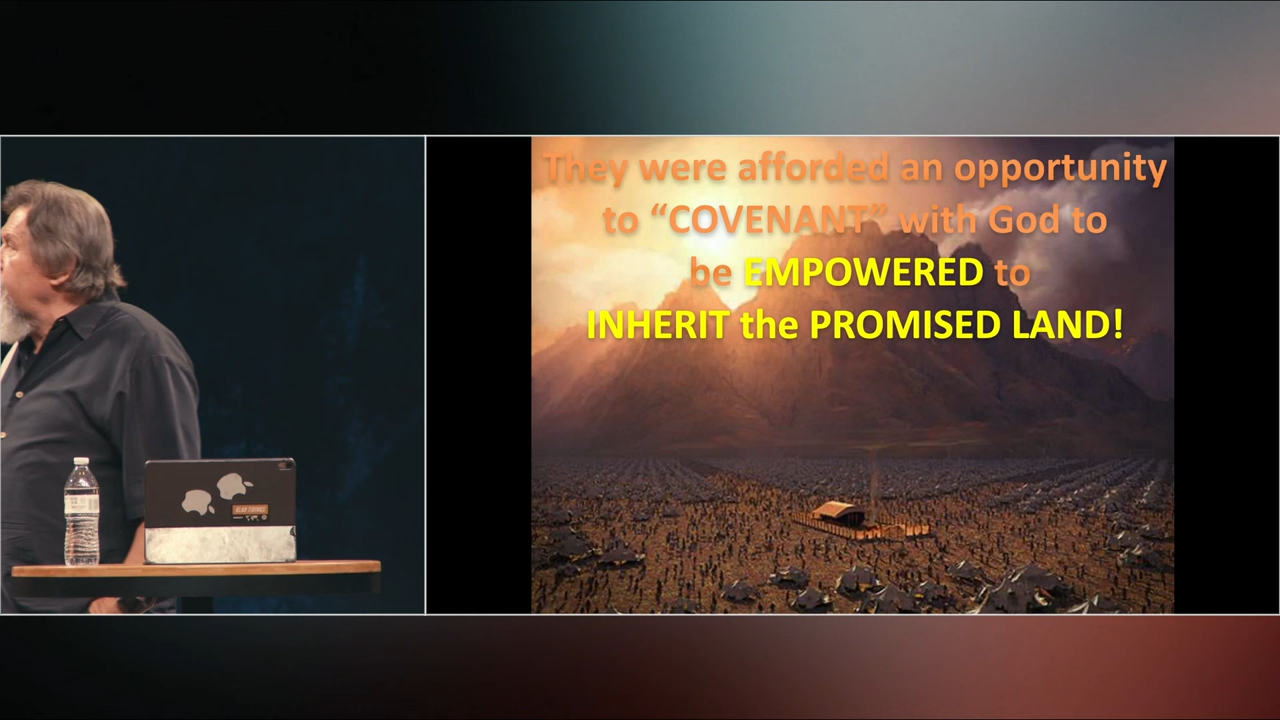 They were afforded an opportunity
to “COVENANT” with God to
be EMPOWERED to
INHERIT the PROMISED LAND!